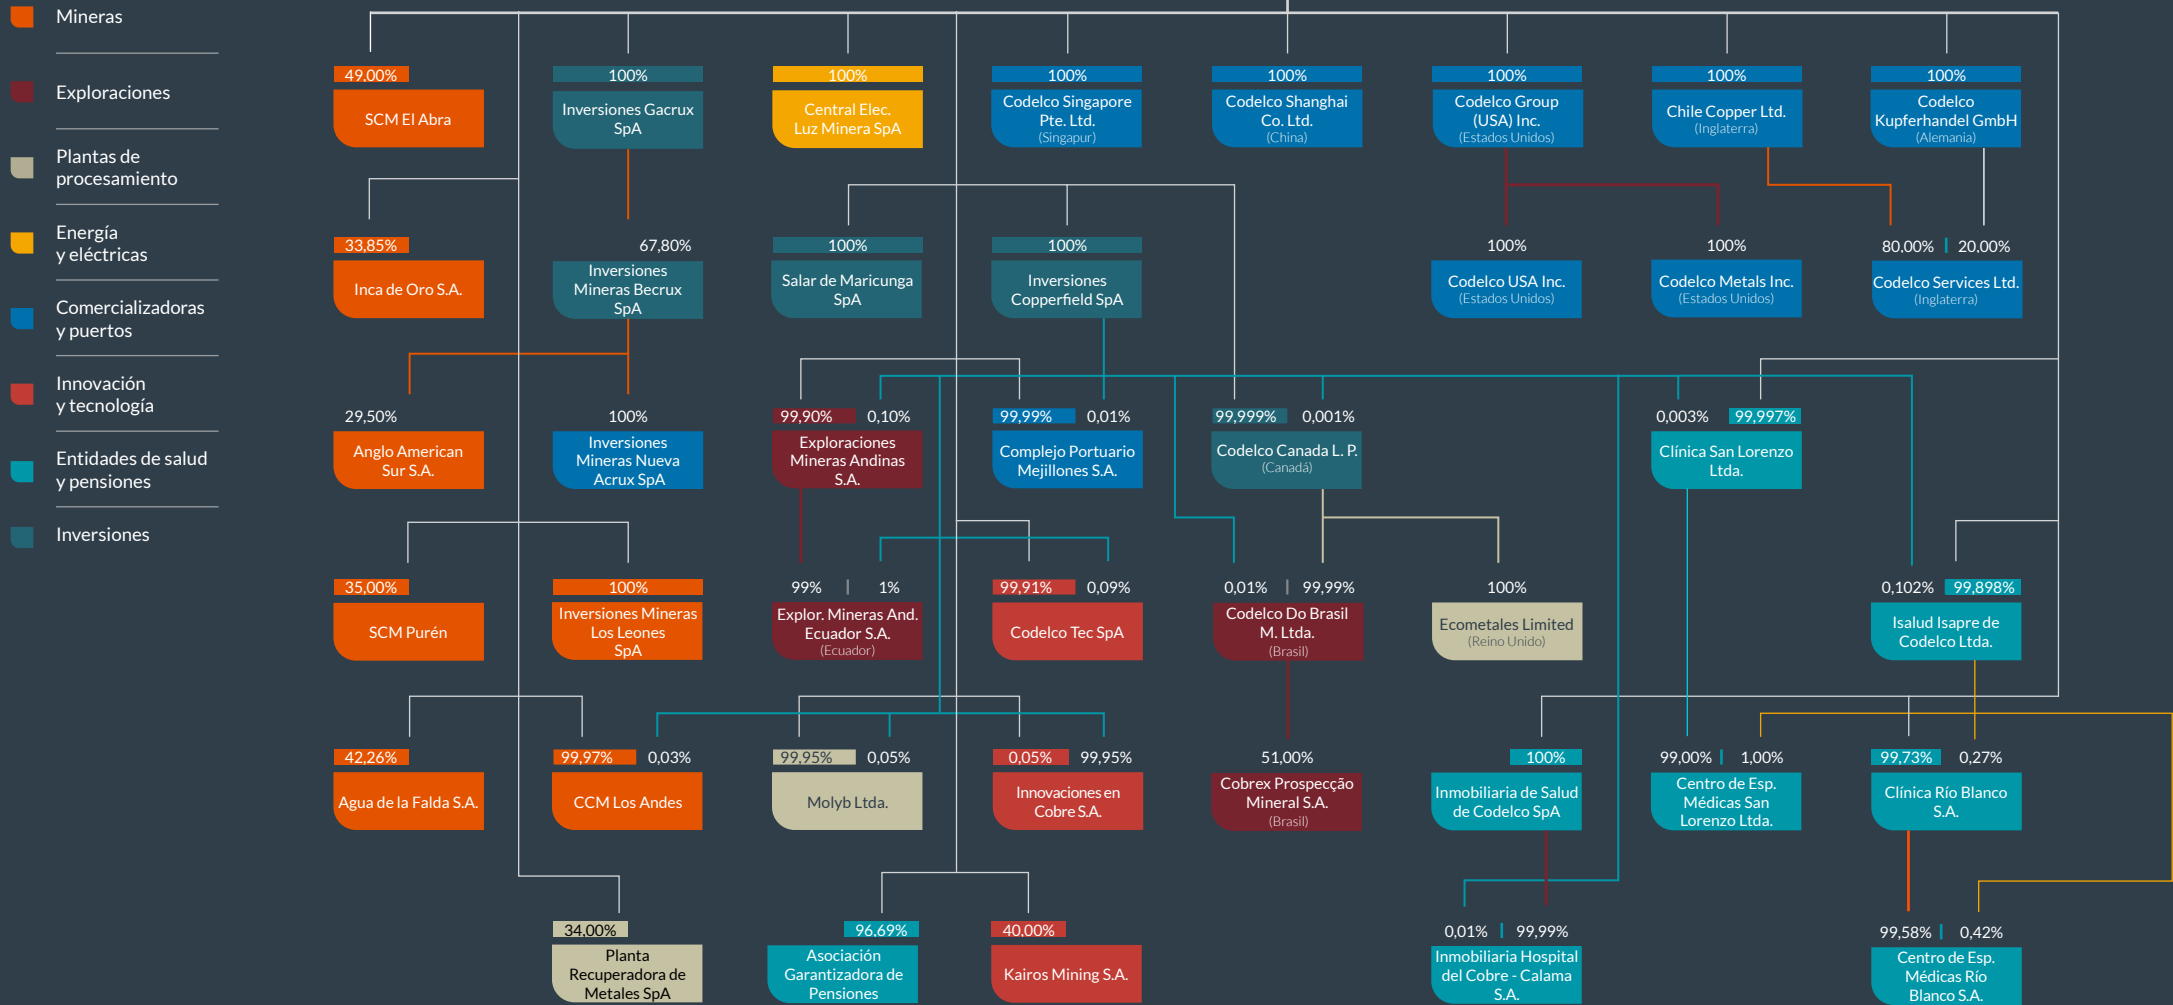 Mineras
Exploraciones
Plantas de
procesamiento
Energía
y eléctricas
Comercializadoras
y puertos
Innovación
y tecnología
Entidades de salud
y pensiones
Inversiones
49,00%
SCM El Abra
100%
Inversiones Gacrux
SpA
100%
Central Elec.
Luz Minera SpA
100%
Codelco Singapore
Pte. Ltd.
(Singapur)
100%
Codelco Shanghai
Co. Ltd.
(China)
100%
Codelco Group
(USA) Inc.
(Estados Unidos)
100%
Chile Copper Ltd.
(Inglaterra)
100%
Codelco
Kupferhandel GmbH
(Alemania)
33,85%
Inca de Oro S.A.
67,80%
Inversiones
Mineras Becrux
SpA
100%
Salar de Maricunga
SpA
100%
Inversiones
Copperfield SpA
100%
Codelco USA Inc.
(Estados Unidos)
100%
Codelco Metals Inc.
(Estados Unidos)
80,00% 20,00%
Codelco Services Ltd.
(Inglaterra)
29,50%
Anglo American
Sur S.A.
100%
Inversiones
Mineras Nueva
Acrux SpA
99,90% 0,10%
Exploraciones
Mineras Andinas
S.A.
99,99% 0,01%
Complejo Portuario
Mejillones S.A.
99,999% 0,001%
Codelco Canada L. P.
(Canadá)
0,003% 99,997%
Clínica San Lorenzo
Ltda.
35,00%
SCM Purén
100%
Inversiones Mineras
Los Leones
SpA
99% 1%
Explor. Mineras And.
Ecuador S.A.
(Ecuador)
99,91% 0,09%
Codelco Tec SpA
0,01% 99,99%
Codelco Do Brasil
M. Ltda.
(Brasil)
100%
Ecometales Limited
(Reino Unido)
0,102% 99,898%
Isalud Isapre de
Codelco Ltda.
42,26%
Agua de la Falda S.A.
99,97% 0,03%
CCM Los Andes
99,95% 0,05%
Molyb Ltda.
0,05% 99,95%
Innovaciones en
Cobre S.A.
51,00%
Cobrex Prospecção
Mineral S.A.
(Brasil)
100%
Inmobiliaria de Salud
de Codelco SpA
99,00% 1,00%
Centro de Esp.
Médicas San
Lorenzo Ltda.
99,73% 0,27%
Clínica Río Blanco
S.A.
34,00%
Planta
Recuperadora de
Metales SpA
96,69%
Asociación
Garantizadora de
Pensiones
40,00%
Kairos Mining S.A.
0,01% 99,99%
Inmobiliaria Hospital
del Cobre - Calama
S.A.
99,58% 0,42%
Centro de Esp.
Médicas Río
Blanco S.A.